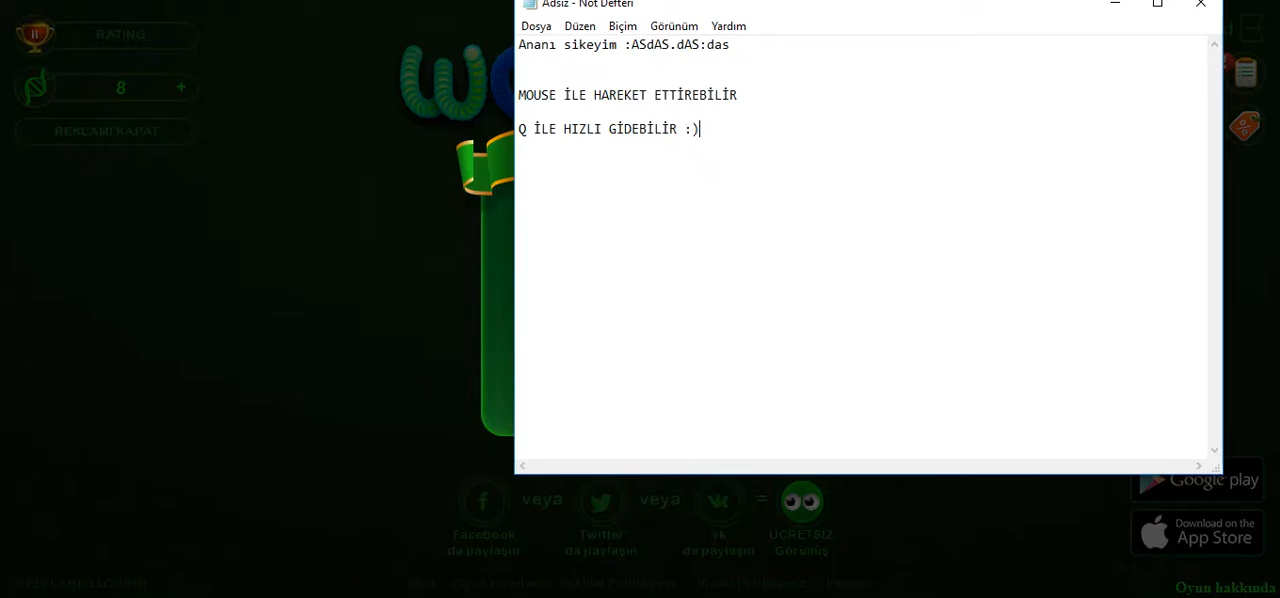 Adsız - Not Defteri
Dosya Düzen Biçim Görünüm Yardım
Ananı sikeyim :ASdAS.dAS:das
MOUSE İLE HAREKET ETTİREBİLİR
Q İLE HIZLI GİDEBİLİR :)
II RATING
8 +
REKLAMI KAPAT
wo
veya veya =
Facebook
da paylaşın
Twitter
da paylaşın
vk
da paylaşın
ÜCRETSİZ
Görünüş
Google play
Download on the
App Store
Oyun hakkında